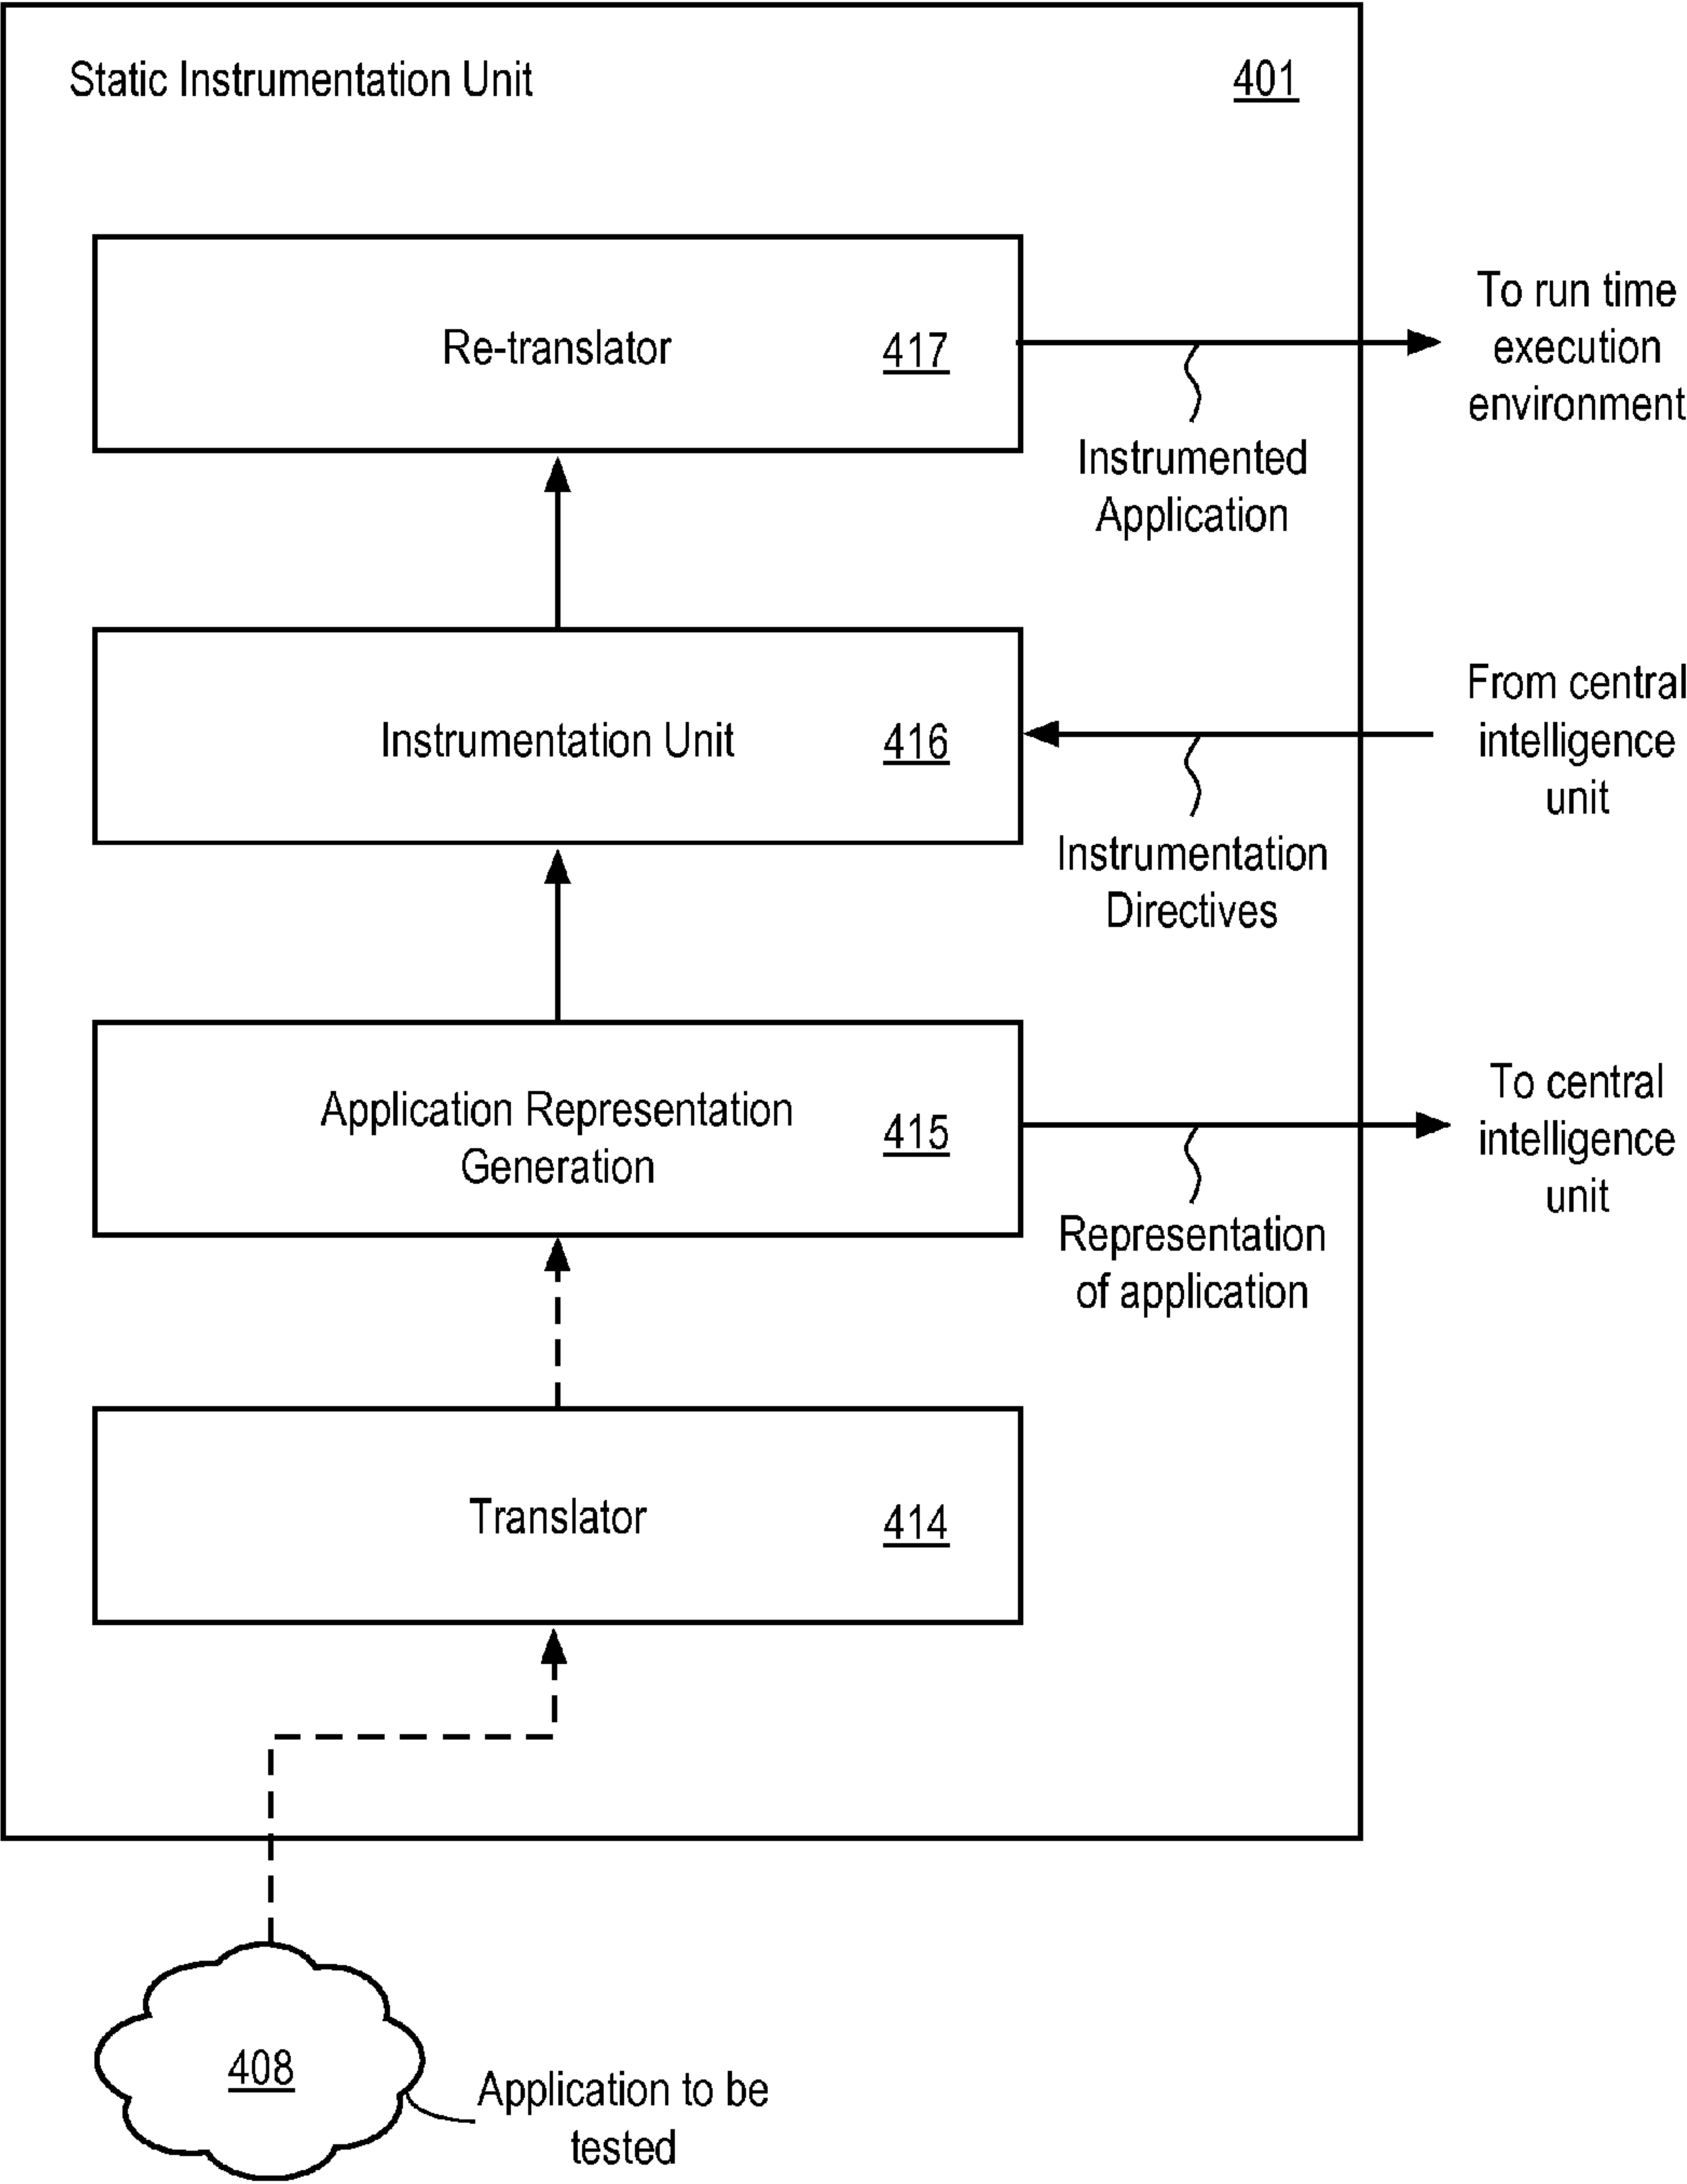 Static Instrumentation Unit
401
Re-translator
417
To run time
execution
environment
Instrumented
Application
Instrumentation Unit
416
From central
intelligence
unit
Instrumentation
Directives
Application Representation
Generation
415
To central
intelligence
unit
Representation
of application
Translator
414
408
Application to be
tested